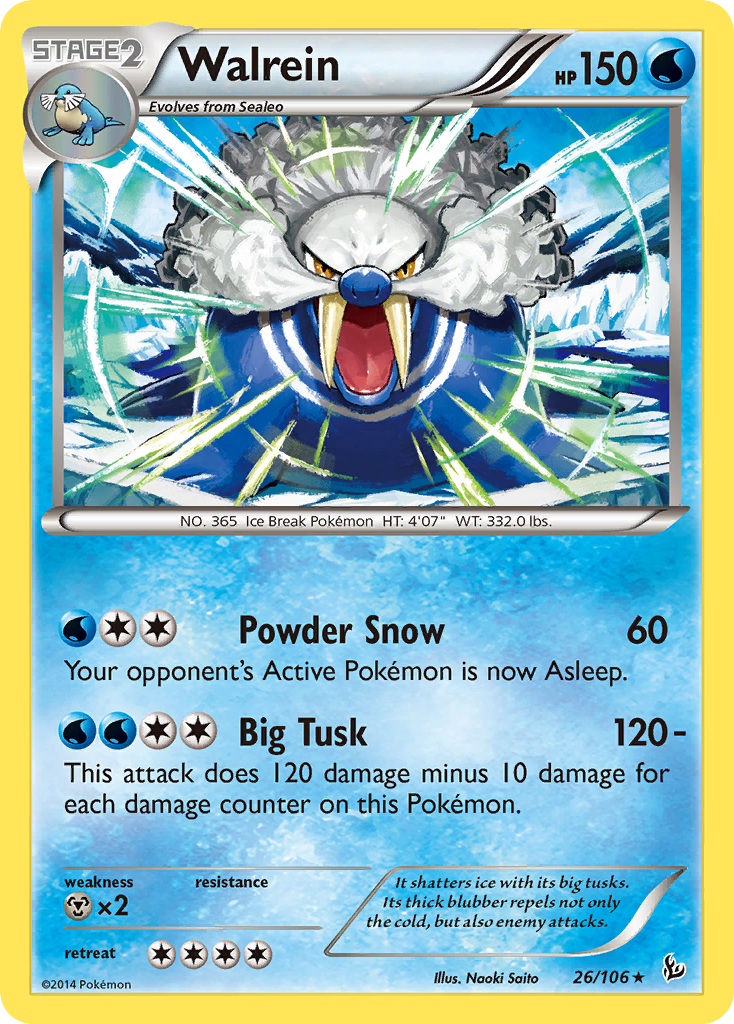 STAGE2
Walrein
HP150
Evolves from Sealeo
NO. 365 Ice Break Pokémon HT: 4'07" WT: 332.0 lbs.
Powder Snow 60
Your opponent's Active Pokémon is now Asleep.
Big Tusk 120-
This attack does 120 damage minus 10 damage for
each damage counter on this Pokémon.
weakness resistance
×2
retreat
It shatters ice with its big tusks.
Its thick blubber repels not only
the cold, but also enemy attacks.
©2014 Pokémon
Illus. Naoki Saito
26/106★